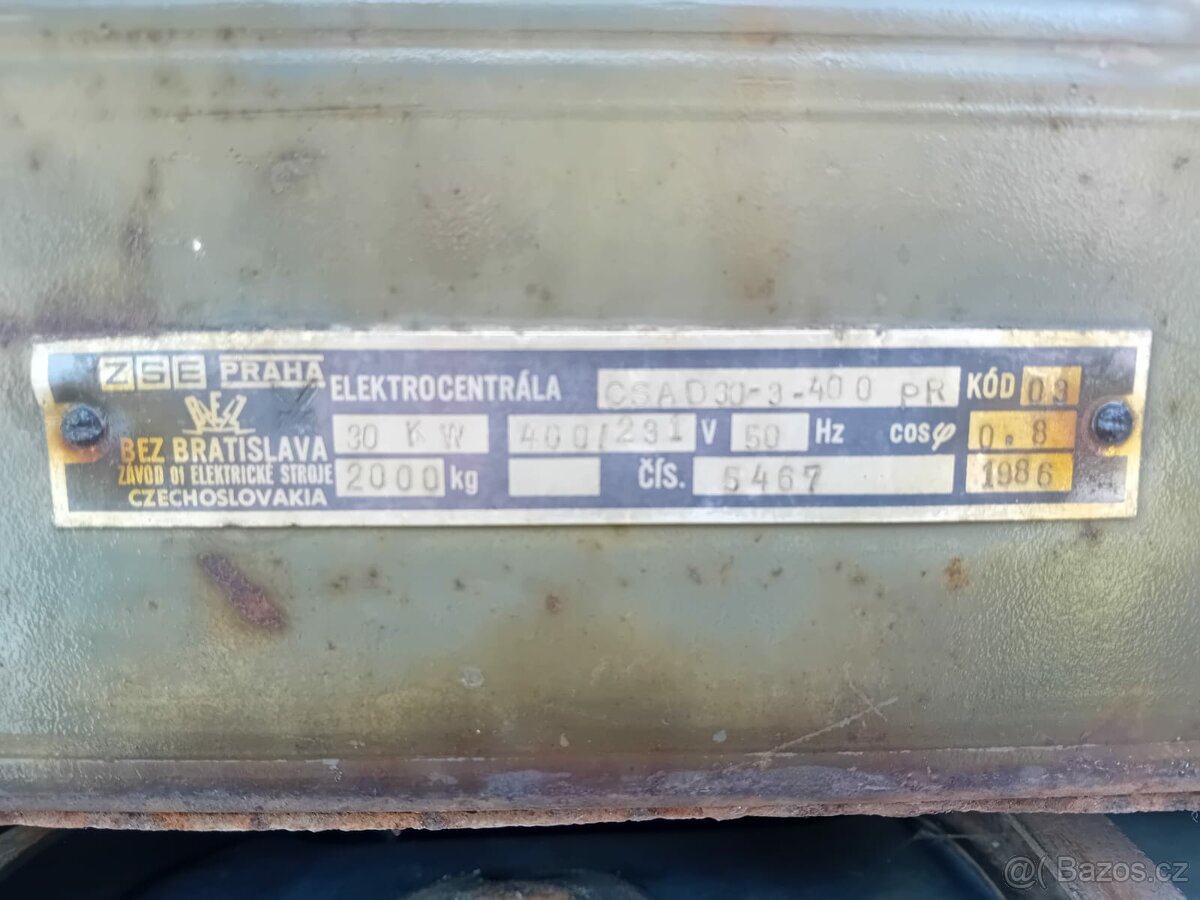 ZSE PRAHA
BEZ
BEZ BRATISLAVA
ZÁVOD 01 ELEKTRICKÉ STROJE
CZECHOSLOVAKIA
ELEKTROCENTRÁLA CSAD30-3-400 PR KÓD 03
30 KW 400/231 V 50 Hz cosφ 0.8
2000 kg čís. 5467 1986
@( Bazos.cz